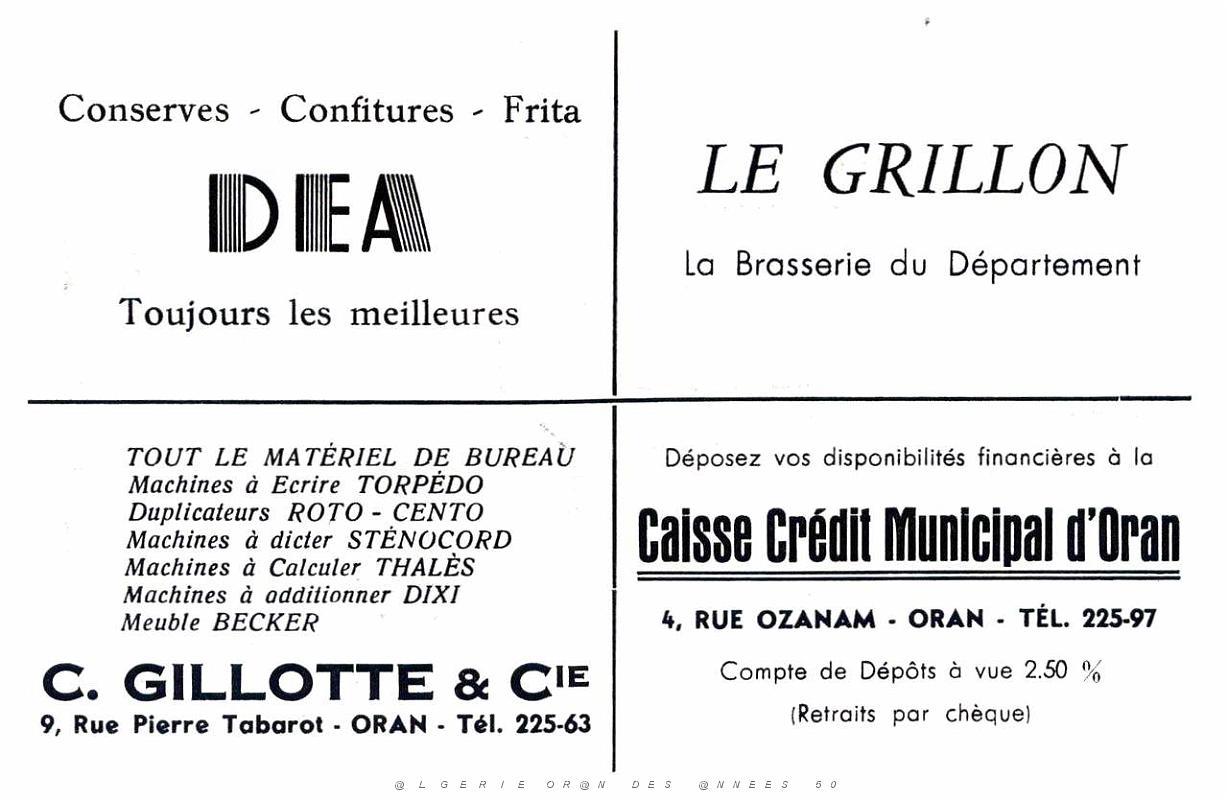 Conserves - Confitures - Frita
DEA
Toujours les meilleures
LE GRILLON
La Brasserie du Département
TOUT LE MATÉRIEL DE BUREAU
Machines à Ecrire TORPÉDO
Duplicateurs ROTO - CENTO
Machines à dicter STÉNOCORD
Machines à Calculer THALÈS
Machines à additionner DIXI
Meuble BECKER
C. GILLOTTE & CIE
9, Rue Pierre Tabarot - ORAN - Tél. 225-63
Déposez vos disponibilités financières à la
Caisse Crédit Municipal d'Oran
4, RUE OZANAM - ORAN - TÉL. 225-97
Compte de Dépôts à vue 2.50 %
(Retraits par chèque)
@LGERIE OR@N DES @NNEES 50